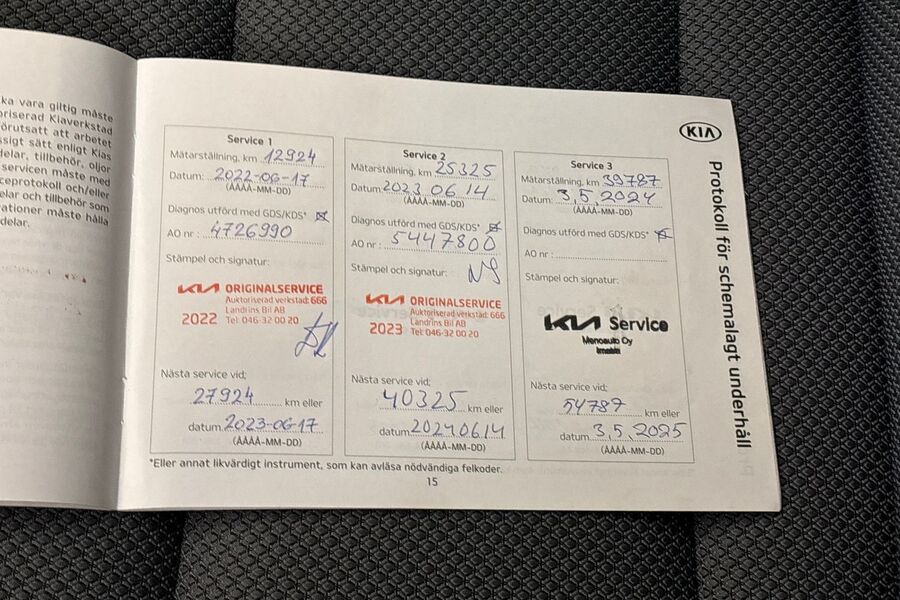 ka vara giltig måste
oriserad Kiaverkstad
örutsatt att arbetet
ssigt sätt enligt Kias
delar, tillbehör, oljor
servicen måste med
ceprotokoll och/eller
elar och tillbehör som
ationer måste hålla
delar.
KIA
Protokoll för schemalagt underhåll
Service 1
Mätarställning, km 12924
Datum: 2022-06-17
(ÅÅÅÅ-MM-DD)
Diagnos utförd med GDS/KDS*
AO nr : 4726990
Stämpel och signatur:
KIA ORIGINALSERVICE
Auktoriserad verkstad: 666
Landrins Bil AB
2022 Tel: 046-32 00 20
Nästa service vid;
27924 km eller
datum 2023-06-17
(ÅÅÅÅ-MM-DD)
Service 2
Mätarställning, km 25325
Datum 2023 06 14
(ÅÅÅÅ-MM-DD)
Diagnos utförd med GDS/KDS*
AO nr : 5447800
Stämpel och signatur:
KIA ORIGINALSERVICE
Auktoriserad verkstad: 666
Landrins Bil AB
2023 Tel: 046-32 00 20
Nästa service vid;
40325 km eller
datum 20240614
(ÅÅÅÅ-MM-DD)
Service 3
Mätarställning, km 39787
Datum: 3,5,2024
(ÅÅÅÅ-MM-DD)
Diagnos utförd med GDS/KDS*
AO nr :
Stämpel och signatur:
KIA Service
Menoauto Oy
Imatra
Nästa service vid;
54787 km eller
datum 3,5,2025
(ÅÅÅÅ-MM-DD)
*Eller annat likvärdigt instrument, som kan avläsa nödvändiga felkoder.
15